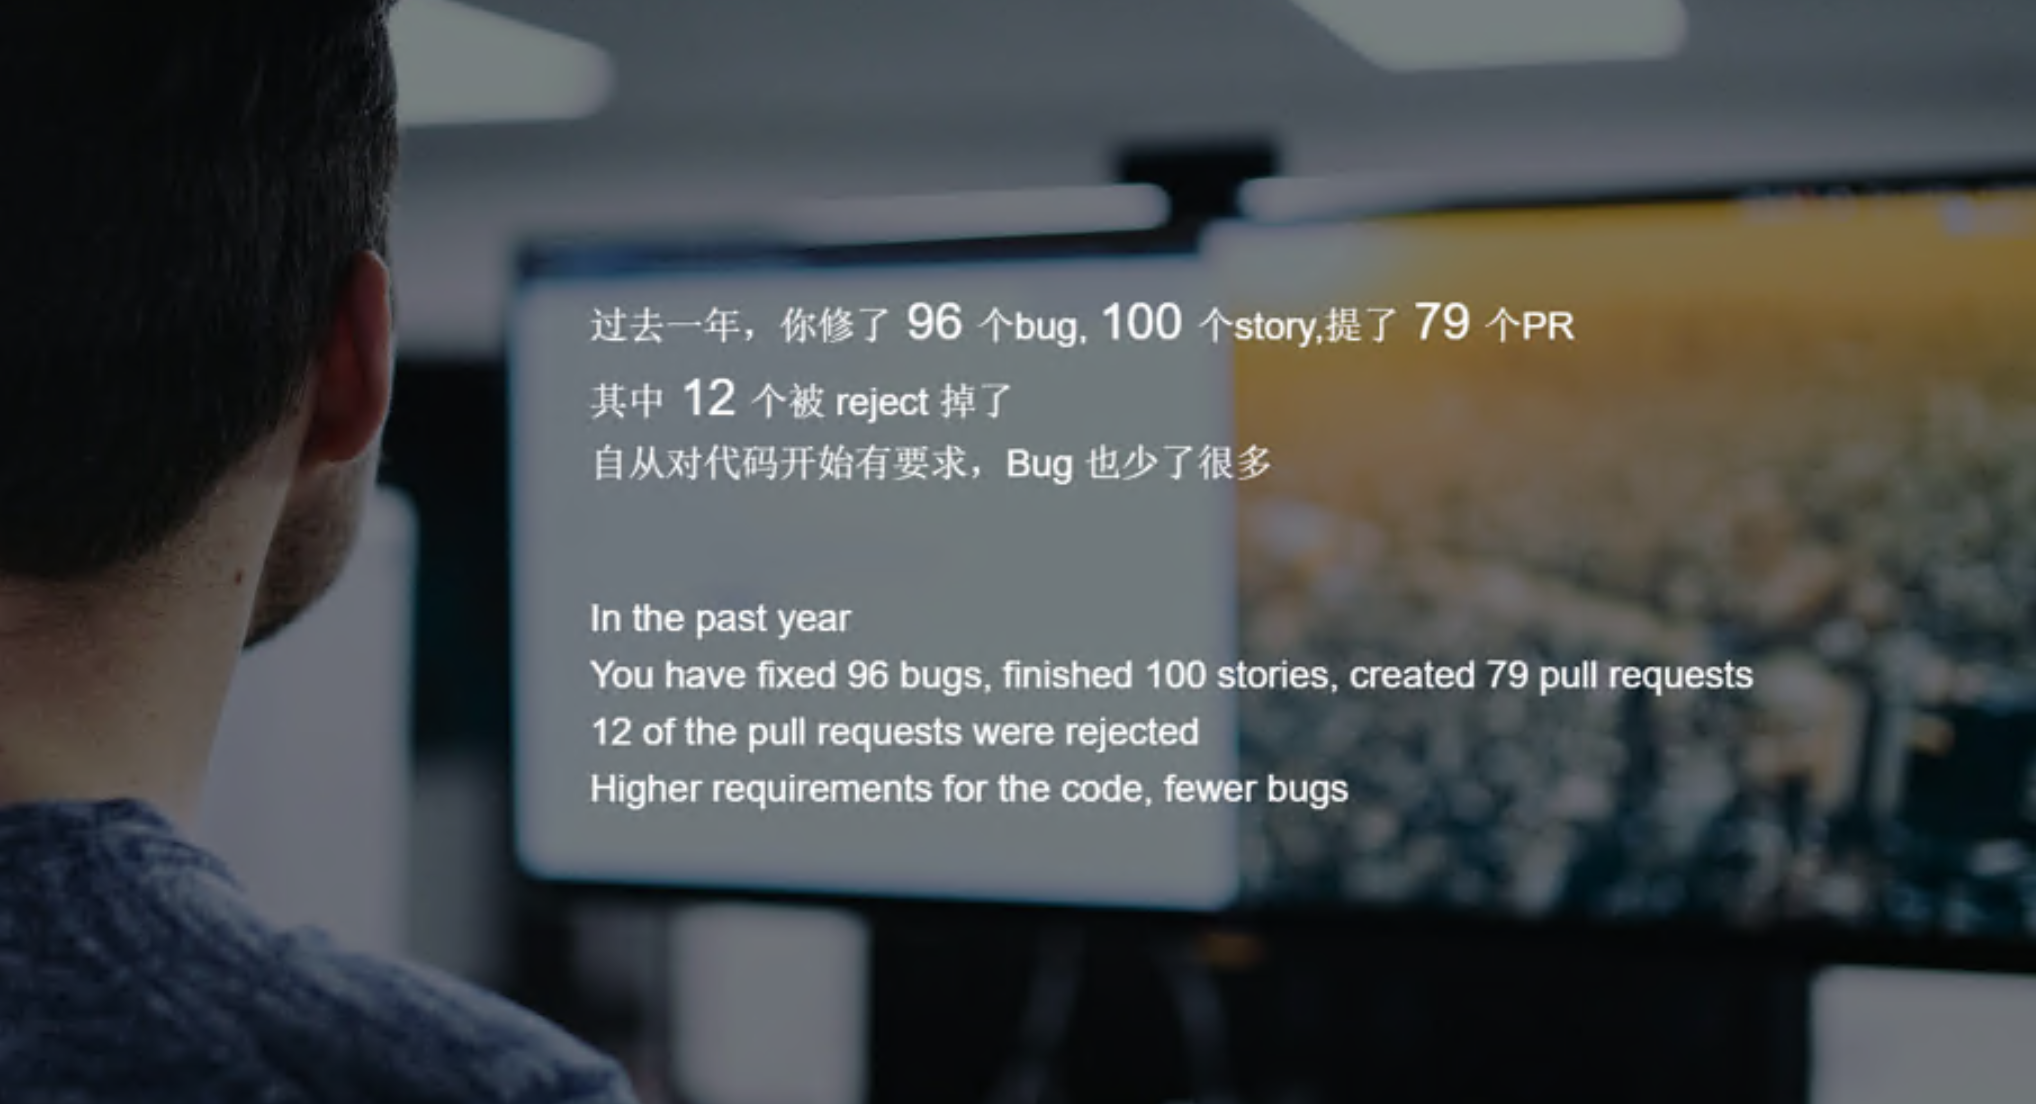 过去一年，你修了 96 个bug, 100 个story,提了 79 个PR
其中 12 个被 reject 掉了
自从对代码开始有要求，Bug 也少了很多
In the past year
You have fixed 96 bugs, finished 100 stories, created 79 pull requests
12 of the pull requests were rejected
Higher requirements for the code, fewer bugs